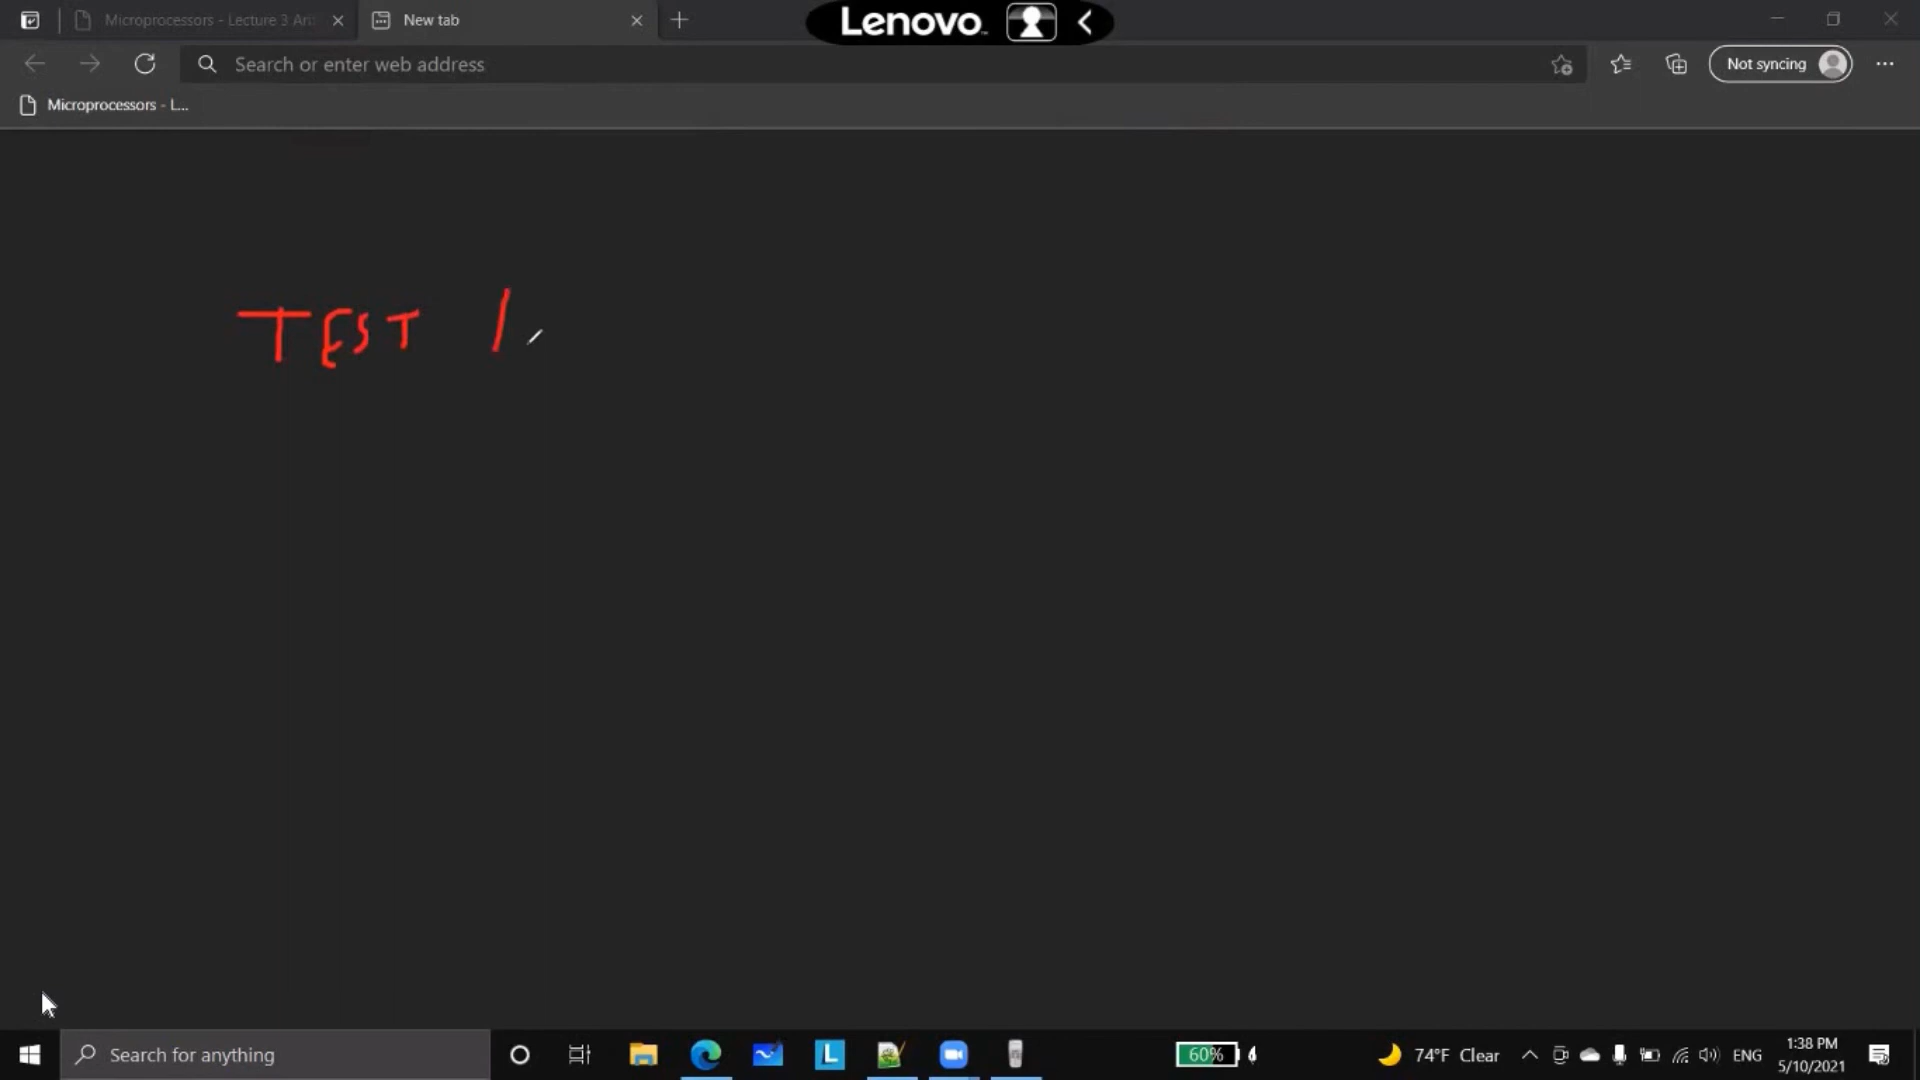 Microprocessors - Lecture 3 Ari
New tab
Lenovo
Search or enter web address
Not syncing
Microprocessors - L...
TEST /
Search for anything
L
60%
74°F Clear
ENG
1:38 PM
5/10/2021